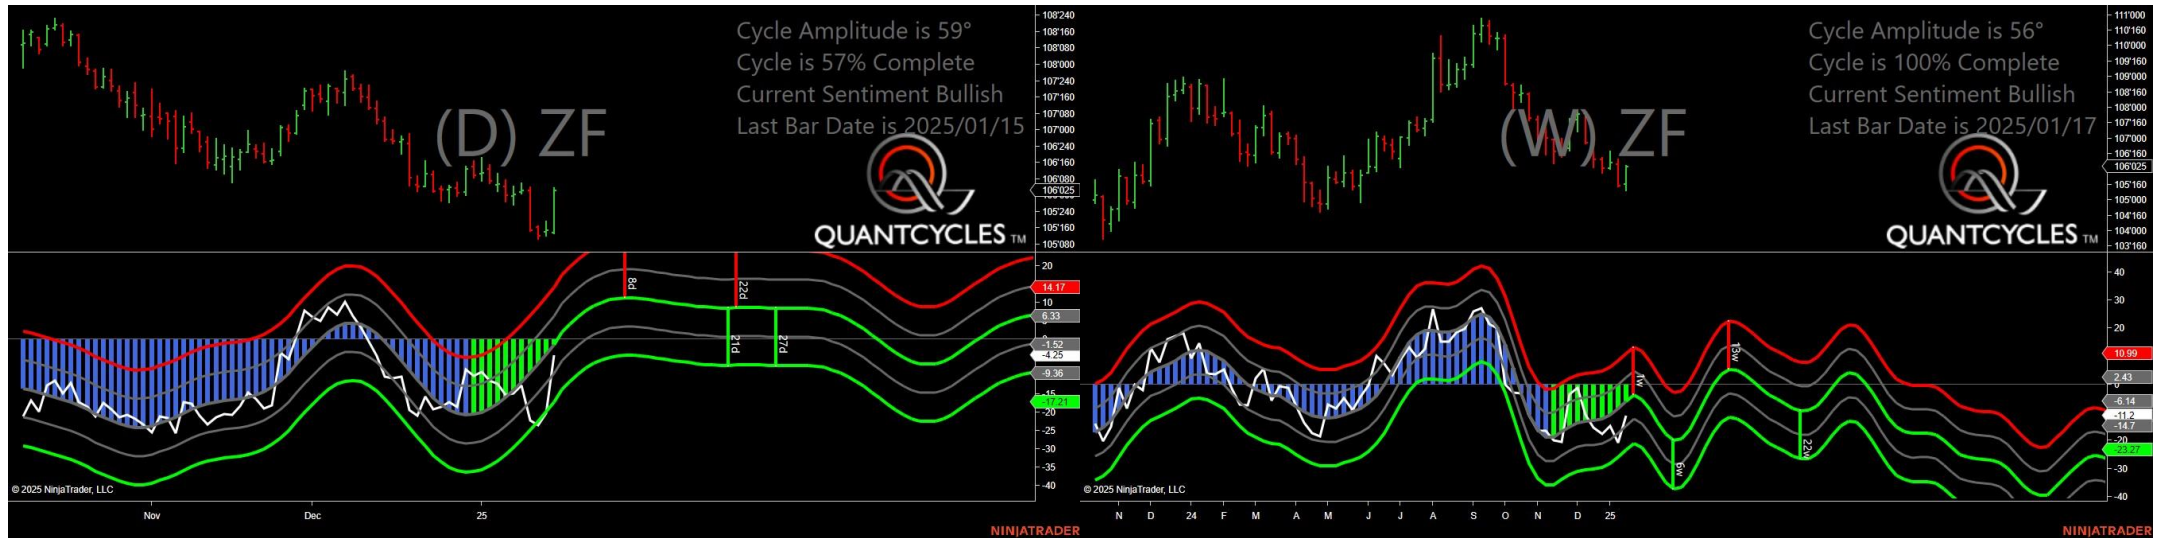 Cycle Amplitude is 59°
Cycle is 57% Complete
Current Sentiment Bullish
Last Bar Date is 2025/01/15
(D) ZF
QUANTCYCLES TM
108'240
108'160
108'080
108'000
107'240
107'160
107'080
107'000
106'240
106'160
106'080
106'025
105'240
105'160
105'080
8d
22d
21d
27d
20
14.17
10
6.33
-1.52
-4.25
-9.36
-15
-17.21
-20
-25
-30
-35
-40
© 2025 NinjaTrader, LLC
Nov
Dec
25
NINJATRADER
Cycle Amplitude is 56°
Cycle is 100% Complete
Current Sentiment Bullish
Last Bar Date is 2025/01/17
(W) ZF
QUANTCYCLES TM
111'000
110'160
110'000
109'160
109'000
108'160
108'000
107'160
107'000
106'160
106'025
105'160
105'000
104'160
104'000
103'160
1w
13w
6w
22w
40
30
20
10.99
2.43
-6.14
-11.2
-14.7
-20
-23.27
-30
-40
© 2025 NinjaTrader, LLC
N
D
24
F
M
A
M
J
J
A
S
O
N
D
25
NINJATRADER